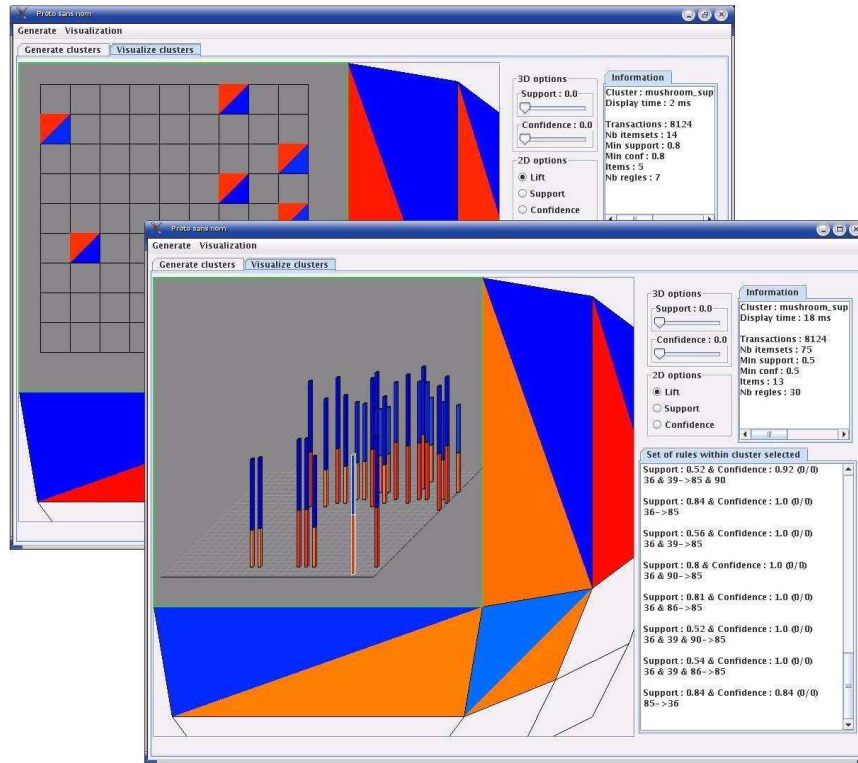 Proto sans nom
Generate Visualization
Generate clusters Visualize clusters
3D options
Support : 0.0
Confidence : 0.0
2D options
Lift
Support
Confidence
Information
Cluster : mushroom_sup
Display time : 2 ms
Transactions : 8124
Nb itemsets : 14
Min support : 0.8
Min conf : 0.8
Items : 5
Nb regles : 7
Proto sans nom
Generate Visualization
Generate clusters Visualize clusters
3D options
Support : 0.0
Confidence : 0.0
2D options
Lift
Support
Confidence
Information
Cluster : mushroom_sup
Display time : 18 ms
Transactions : 8124
Nb itemsets : 75
Min support : 0.5
Min conf : 0.5
Items : 13
Nb regles : 30
Set of rules within cluster selected
Support : 0.52 & Confidence : 0.92 (0/0)
36 & 39->85 & 90
Support : 0.84 & Confidence : 1.0 (0/0)
36->85
Support : 0.56 & Confidence : 1.0 (0/0)
36 & 39->85
Support : 0.8 & Confidence : 1.0 (0/0)
36 & 90->85
Support : 0.81 & Confidence : 1.0 (0/0)
36 & 86->85
Support : 0.52 & Confidence : 1.0 (0/0)
36 & 39 & 90->85
Support : 0.54 & Confidence : 1.0 (0/0)
36 & 39 & 86->85
Support : 0.84 & Confidence : 0.84 (0/0)
85->36